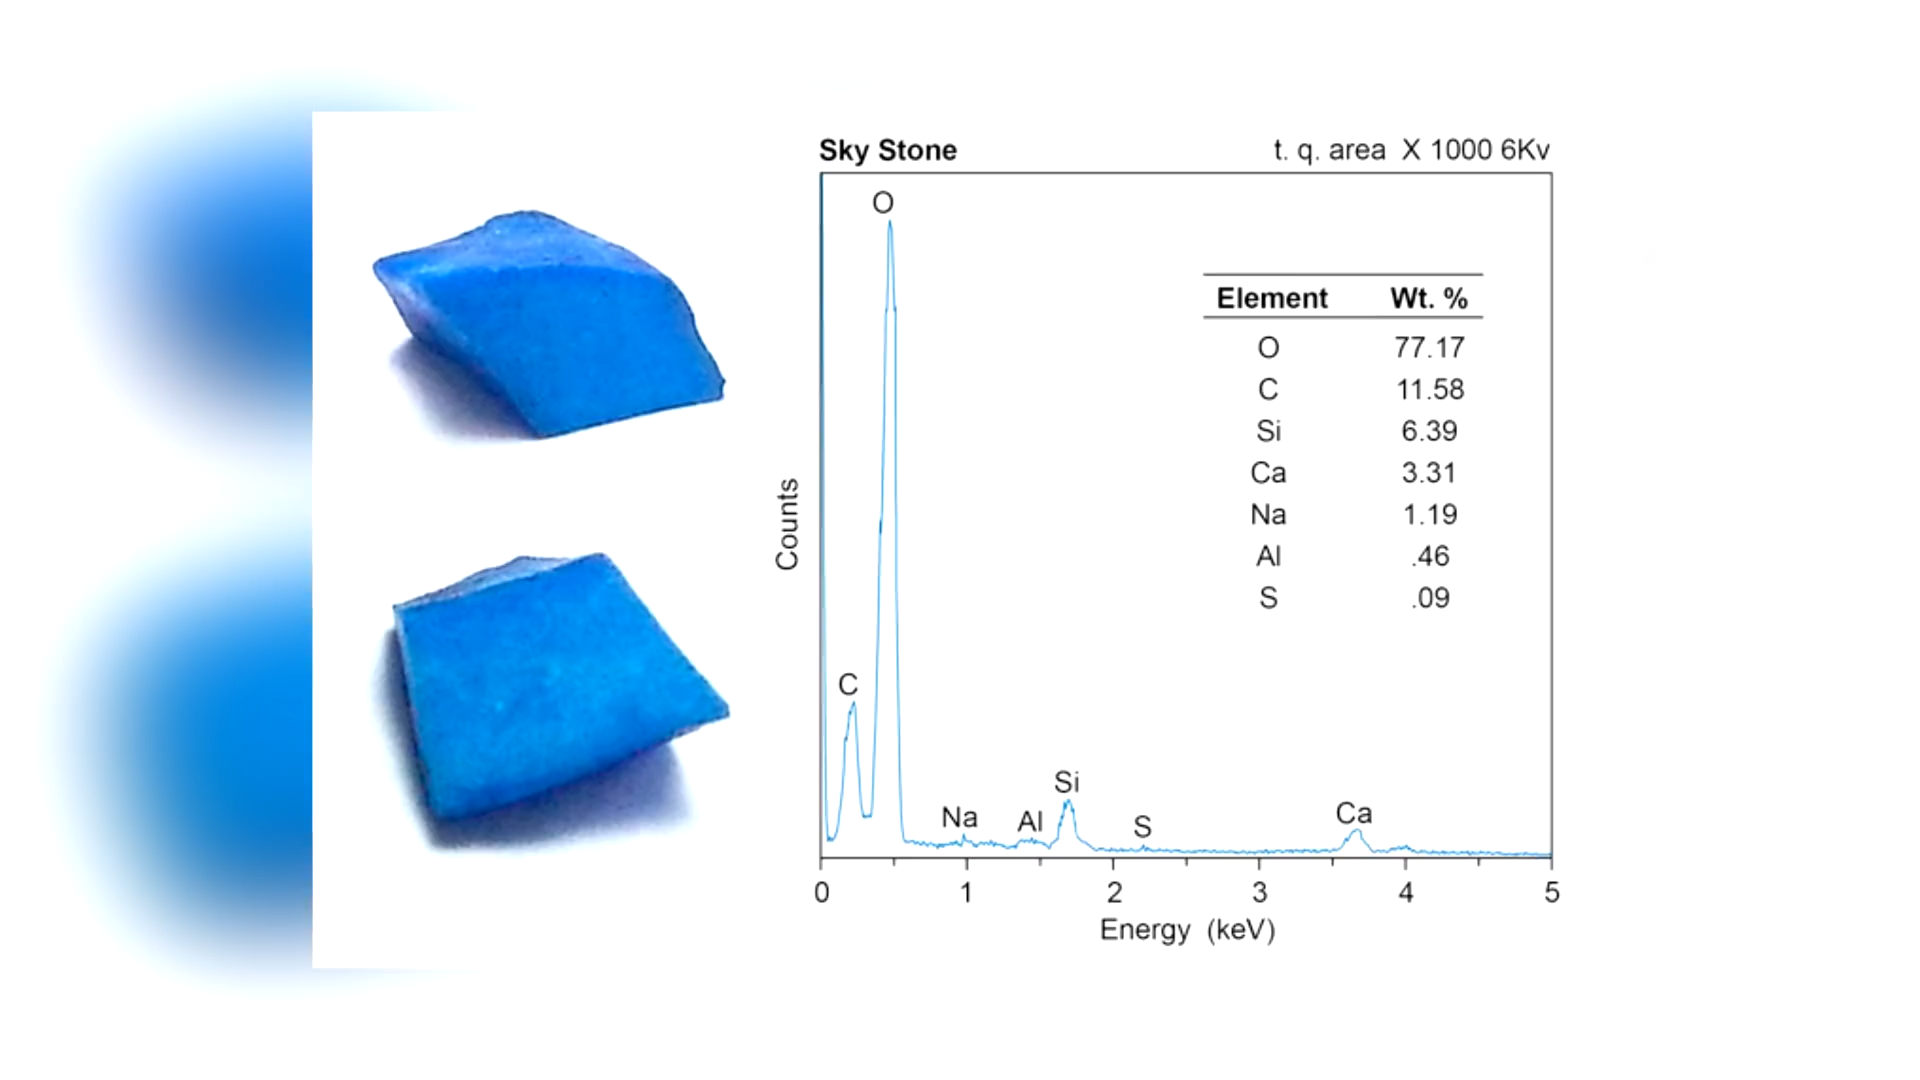 Sky Stone
t. q. area X 1000 6Kv
O
Element Wt. %
O 77.17
C 11.58
Si 6.39
Ca 3.31
Na 1.19
Al .46
S .09
Counts
C
Na
Al
Si
S
Ca
0 1 2 3 4 5
Energy (keV)